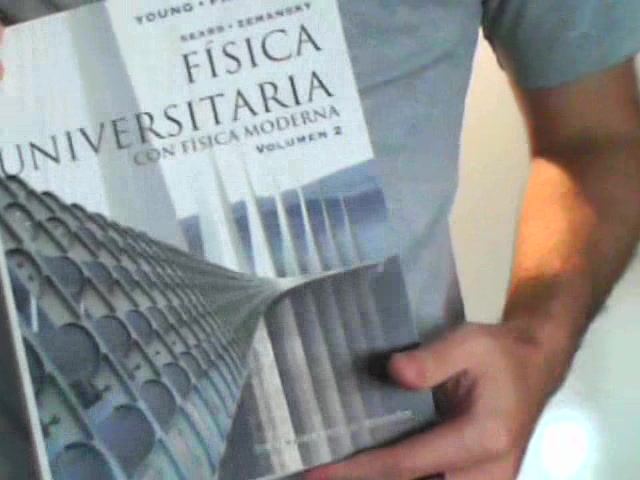 YOUNG •
SEARS • ZEMANSKY
FÍSICA
UNIVERSITARIA
CON FÍSICA MODERNA
VOLUMEN 2